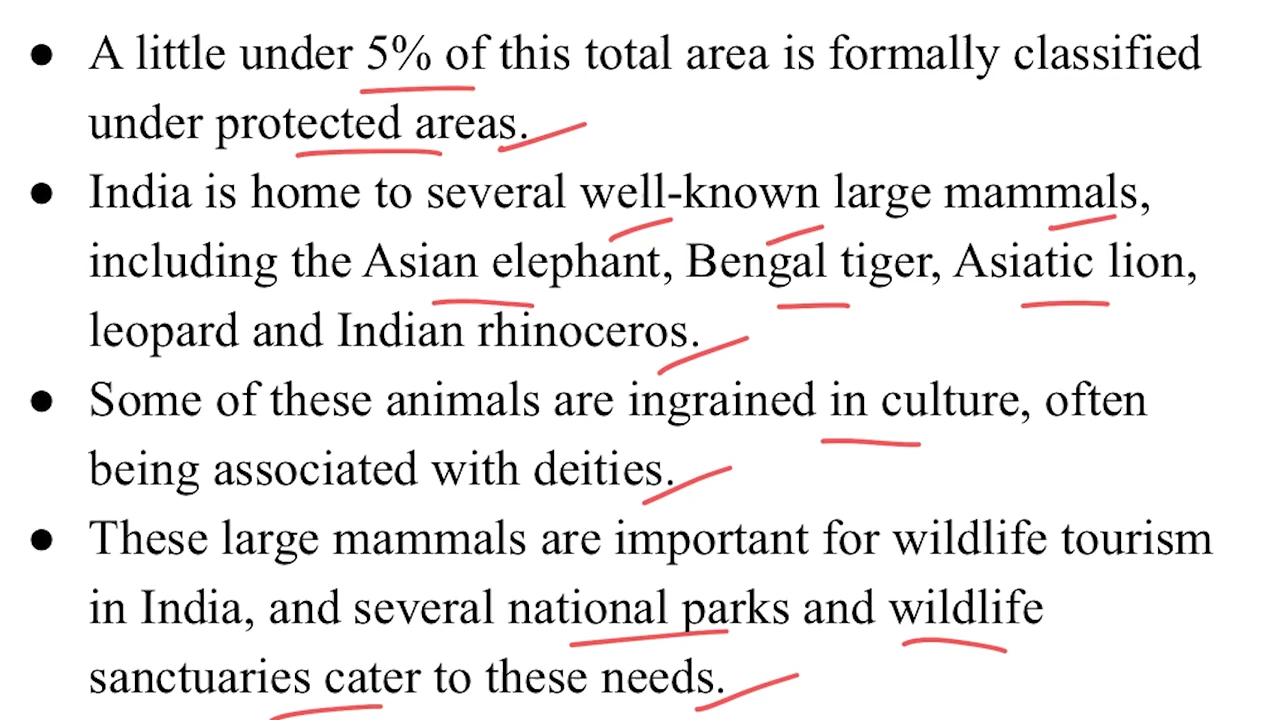 ● A little under 5% of this total area is formally classified
under protected areas.
● India is home to several well-known large mammals,
including the Asian elephant, Bengal tiger, Asiatic lion,
leopard and Indian rhinoceros.
● Some of these animals are ingrained in culture, often
being associated with deities.
● These large mammals are important for wildlife tourism
in India, and several national parks and wildlife
sanctuaries cater to these needs.